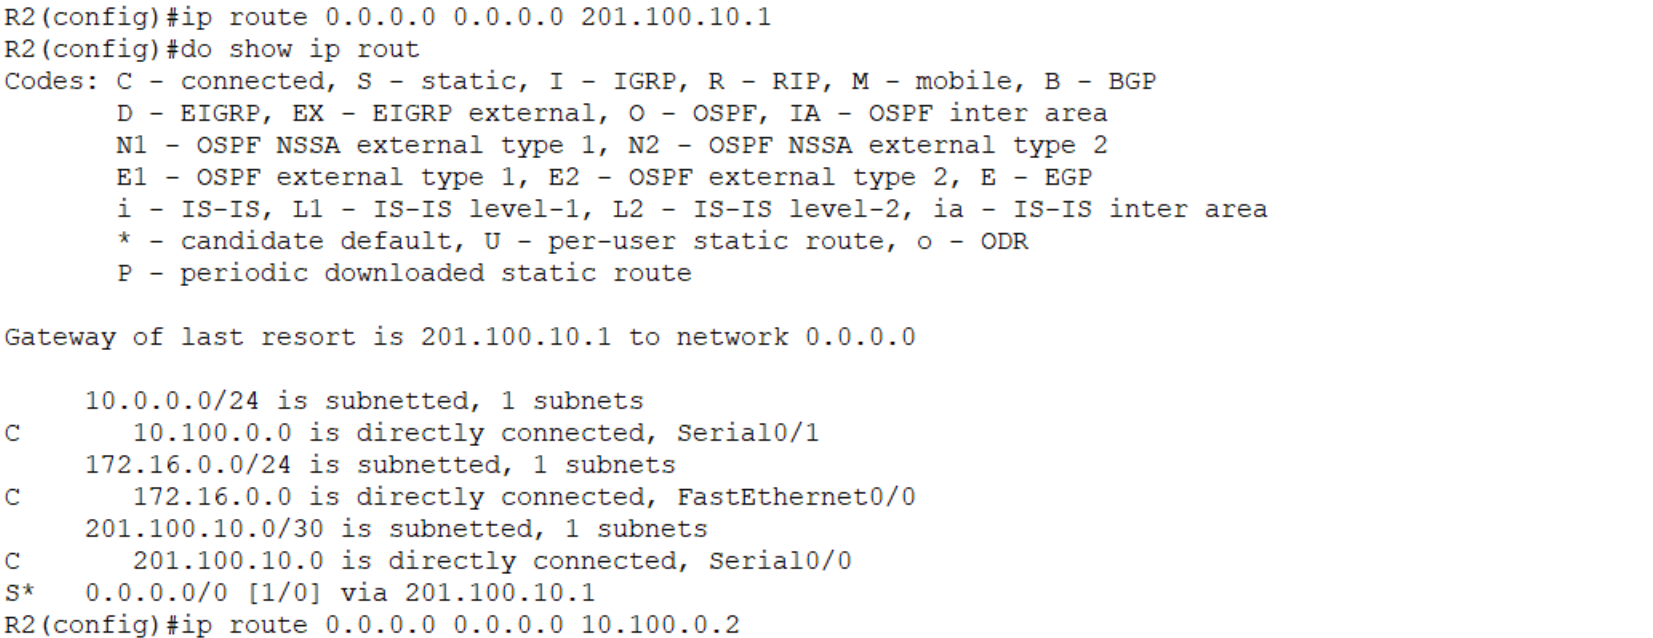 R2(config)#ip route 0.0.0.0 0.0.0.0 201.100.10.1
R2(config)#do show ip rout
Codes: C - connected, S - static, I - IGRP, R - RIP, M - mobile, B - BGP
       D - EIGRP, EX - EIGRP external, O - OSPF, IA - OSPF inter area
       N1 - OSPF NSSA external type 1, N2 - OSPF NSSA external type 2
       E1 - OSPF external type 1, E2 - OSPF external type 2, E - EGP
       i - IS-IS, L1 - IS-IS level-1, L2 - IS-IS level-2, ia - IS-IS inter area
       * - candidate default, U - per-user static route, o - ODR
       P - periodic downloaded static route
Gateway of last resort is 201.100.10.1 to network 0.0.0.0
     10.0.0.0/24 is subnetted, 1 subnets
C       10.100.0.0 is directly connected, Serial0/1
     172.16.0.0/24 is subnetted, 1 subnets
C       172.16.0.0 is directly connected, FastEthernet0/0
     201.100.10.0/30 is subnetted, 1 subnets
C       201.100.10.0 is directly connected, Serial0/0
S*   0.0.0.0/0 [1/0] via 201.100.10.1
R2(config)#ip route 0.0.0.0 0.0.0.0 10.100.0.2